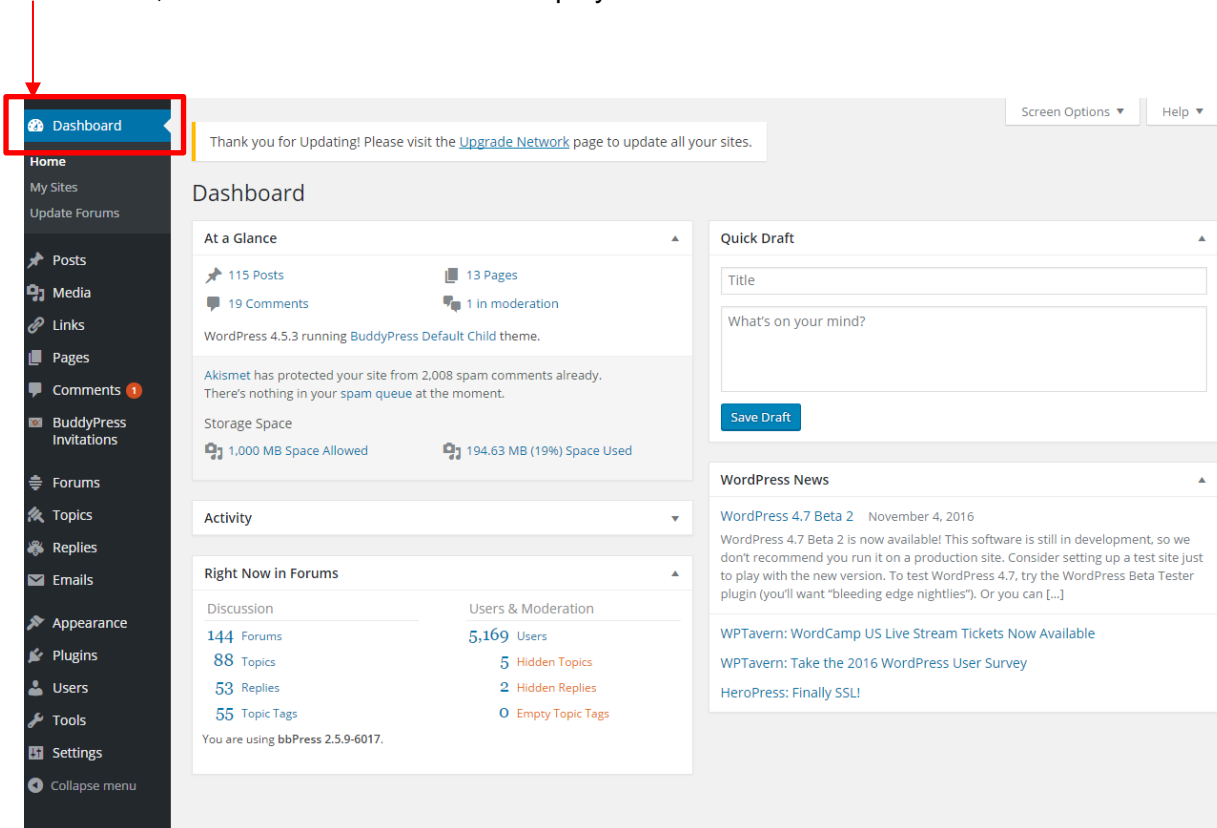 Dashboard
Home
My Sites
Update Forums
Posts
Media
Links
Pages
Comments 1
BuddyPress
Invitations
Forums
Topics
Replies
Emails
Appearance
Plugins
Users
Tools
Settings
Collapse menu
Screen Options ▼ Help ▼
Thank you for Updating! Please visit the Upgrade Network page to update all your sites.
Dashboard
At a Glance
115 Posts 13 Pages
19 Comments 1 in moderation
WordPress 4.5.3 running BuddyPress Default Child theme.
Akismet has protected your site from 2,008 spam comments already.
There's nothing in your spam queue at the moment.
Storage Space
1,000 MB Space Allowed 194.63 MB (19%) Space Used
Activity
Right Now in Forums
Discussion Users & Moderation
144 Forums 5,169 Users
88 Topics 5 Hidden Topics
53 Replies 2 Hidden Replies
55 Topic Tags 0 Empty Topic Tags
You are using bbPress 2.5.9-6017.
Quick Draft
Title
What's on your mind?
Save Draft
WordPress News
WordPress 4.7 Beta 2 November 4, 2016
WordPress 4.7 Beta 2 is now available! This software is still in development, so we
don't recommend you run it on a production site. Consider setting up a test site just
to play with the new version. To test WordPress 4.7, try the WordPress Beta Tester
plugin (you'll want "bleeding edge nightlies"). Or you can […]
WPTavern: WordCamp US Live Stream Tickets Now Available
WPTavern: Take the 2016 WordPress User Survey
HeroPress: Finally SSL!